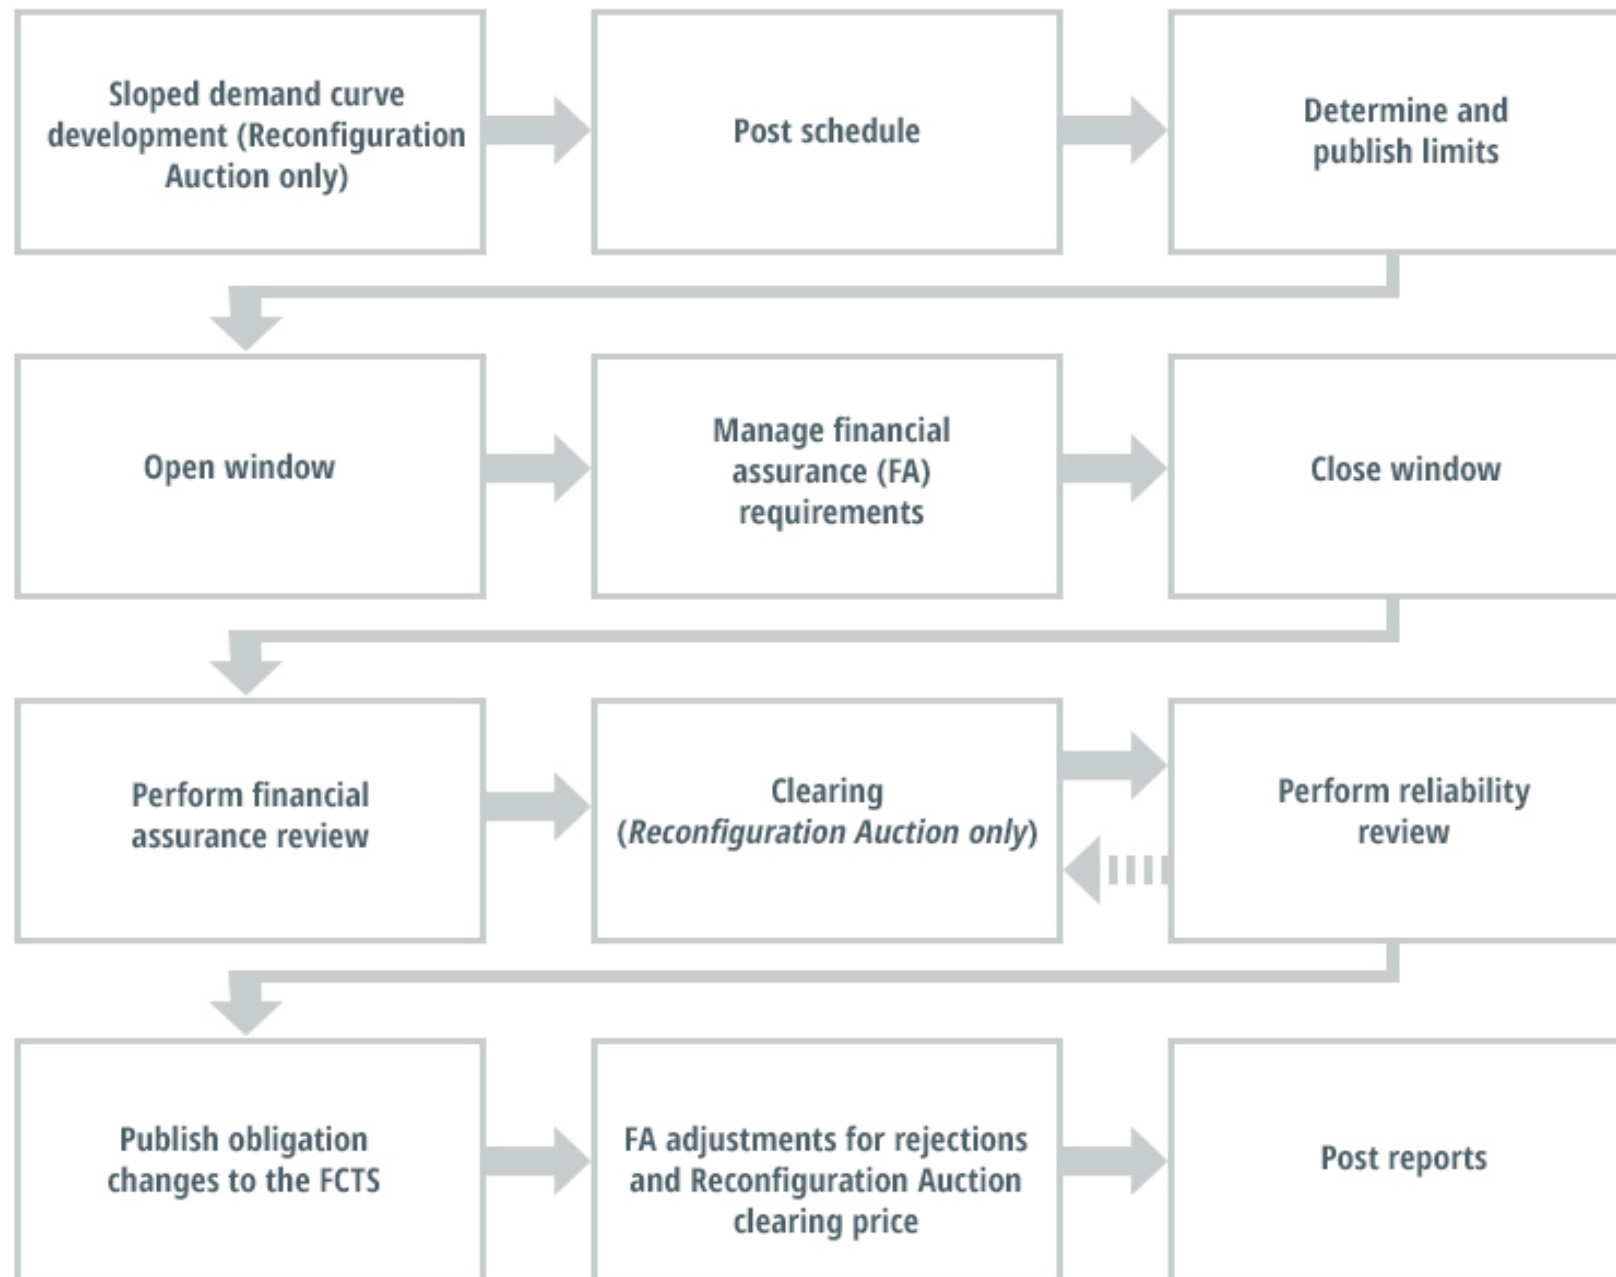 Sloped demand curve
development (Reconfiguration
Auction only)
Post schedule
Determine and
publish limits
Open window
Manage financial
assurance (FA)
requirements
Close window
Perform financial
assurance review
Clearing
(Reconfiguration Auction only)
Perform reliability
review
Publish obligation
changes to the FCTS
FA adjustments for rejections
and Reconfiguration Auction
clearing price
Post reports